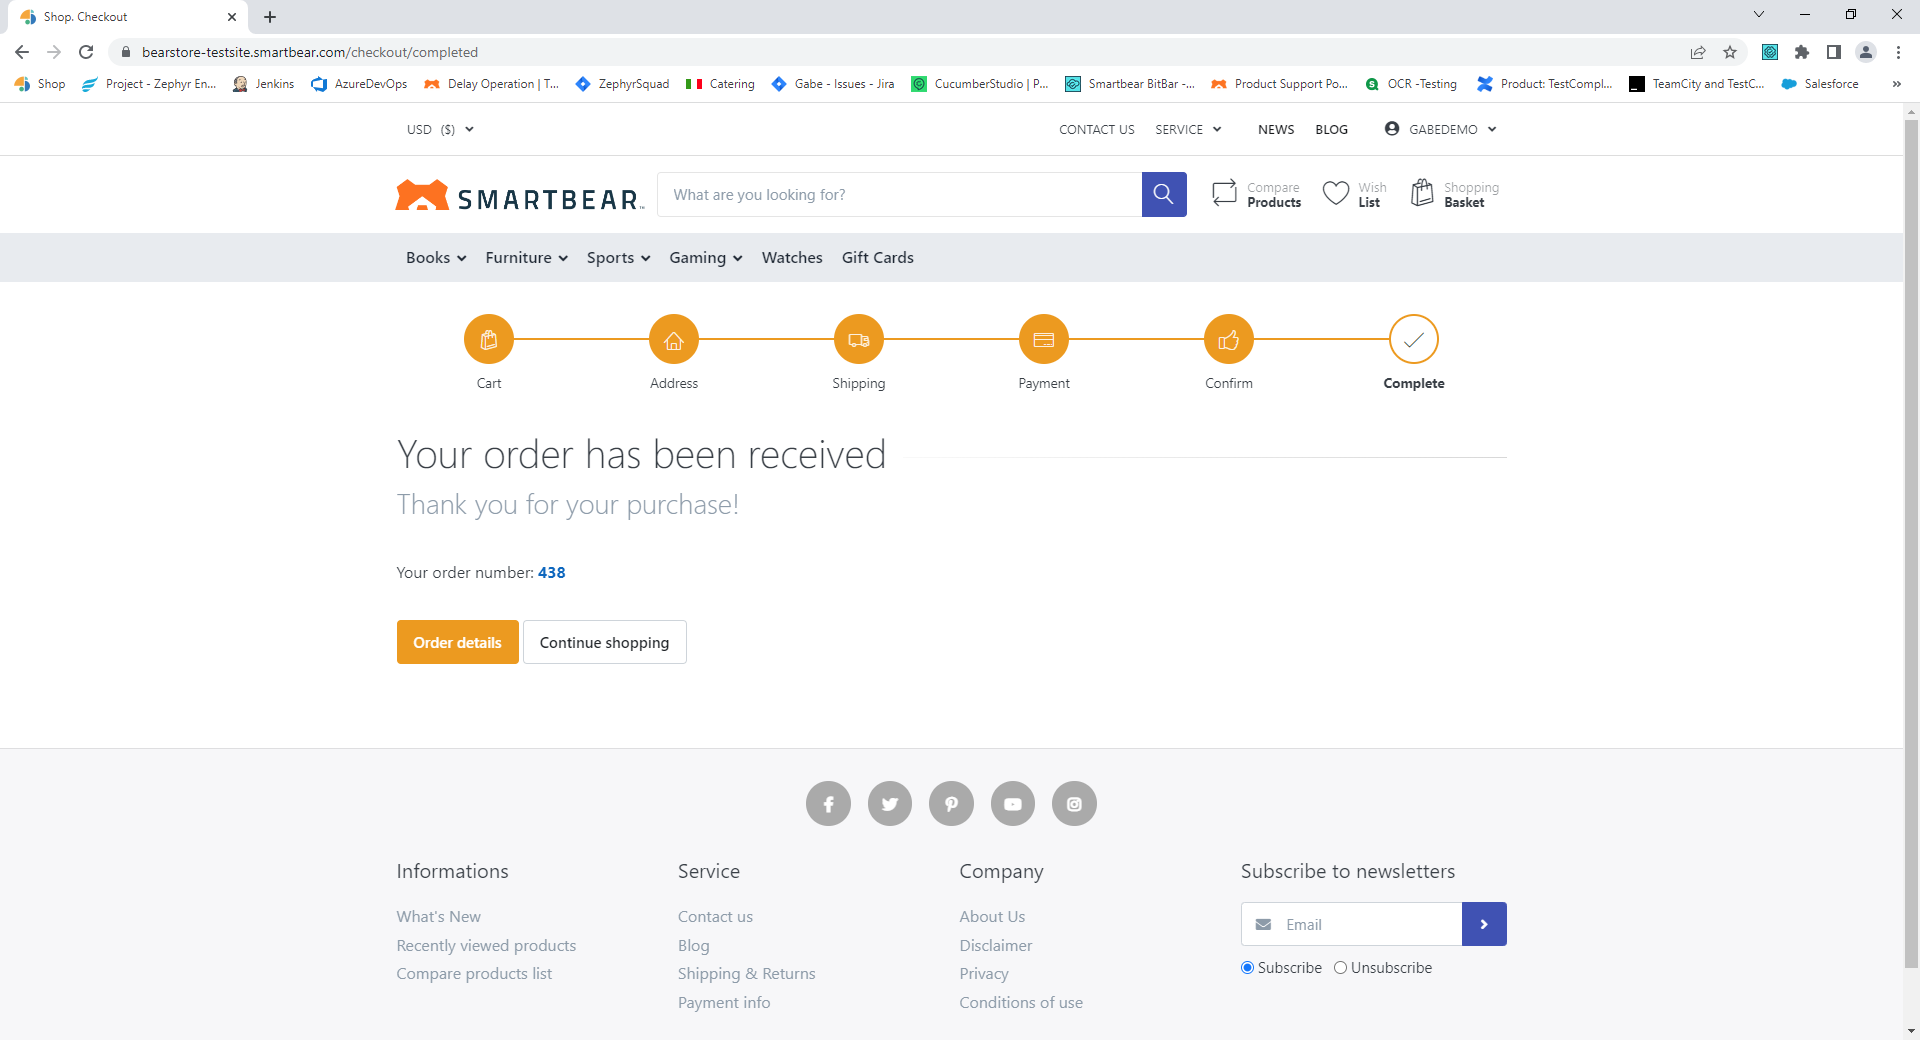 Shop. Checkout
bearstore-testsite.smartbear.com/checkout/completed
Shop Project - Zephyr En... Jenkins AzureDevOps Delay Operation | T... ZephyrSquad Catering Gabe - Issues - Jira CucumberStudio | P... Smartbear BitBar -... Product Support Po... OCR -Testing Product: TestCompl... TeamCity and TestC... Salesforce »
USD ($) CONTACT US SERVICE NEWS BLOG GABEDEMO
SMARTBEAR™ What are you looking for? Compare Products Wish List Shopping Basket
Books Furniture Sports Gaming Watches Gift Cards
Cart Address Shipping Payment Confirm Complete
Your order has been received
Thank you for your purchase!
Your order number: 438
Order details Continue shopping
Informations
What's New
Recently viewed products
Compare products list
Service
Contact us
Blog
Shipping & Returns
Payment info
Company
About Us
Disclaimer
Privacy
Conditions of use
Subscribe to newsletters
Email
Subscribe Unsubscribe